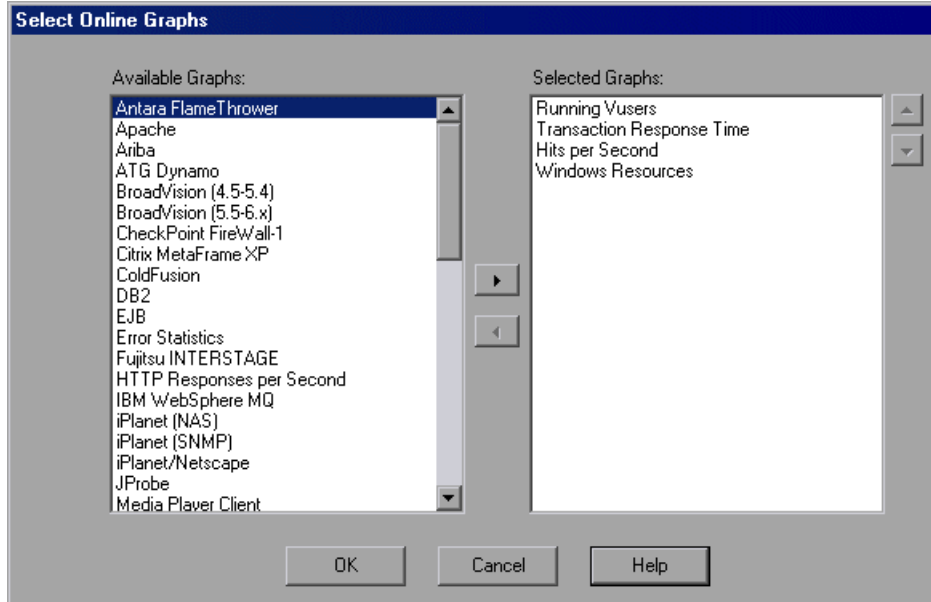 Select Online Graphs
Available Graphs:
Antara FlameThrower
Apache
Ariba
ATG Dynamo
BroadVision (4.5-5.4)
BroadVision (5.5-6.x)
CheckPoint FireWall-1
Citrix MetaFrame XP
ColdFusion
DB2
EJB
Error Statistics
Fujitsu INTERSTAGE
HTTP Responses per Second
IBM WebSphere MQ
iPlanet (NAS)
iPlanet (SNMP)
iPlanet/Netscape
JProbe
Media Player Client
Selected Graphs:
Running Vusers
Transaction Response Time
Hits per Second
Windows Resources
OK
Cancel
Help